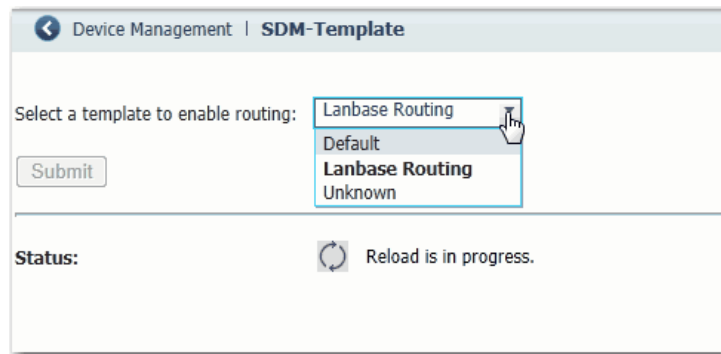 Device Management | SDM-Template
Select a template to enable routing: Lanbase Routing
Default
Lanbase Routing
Unknown
Submit
Status: Reload is in progress.